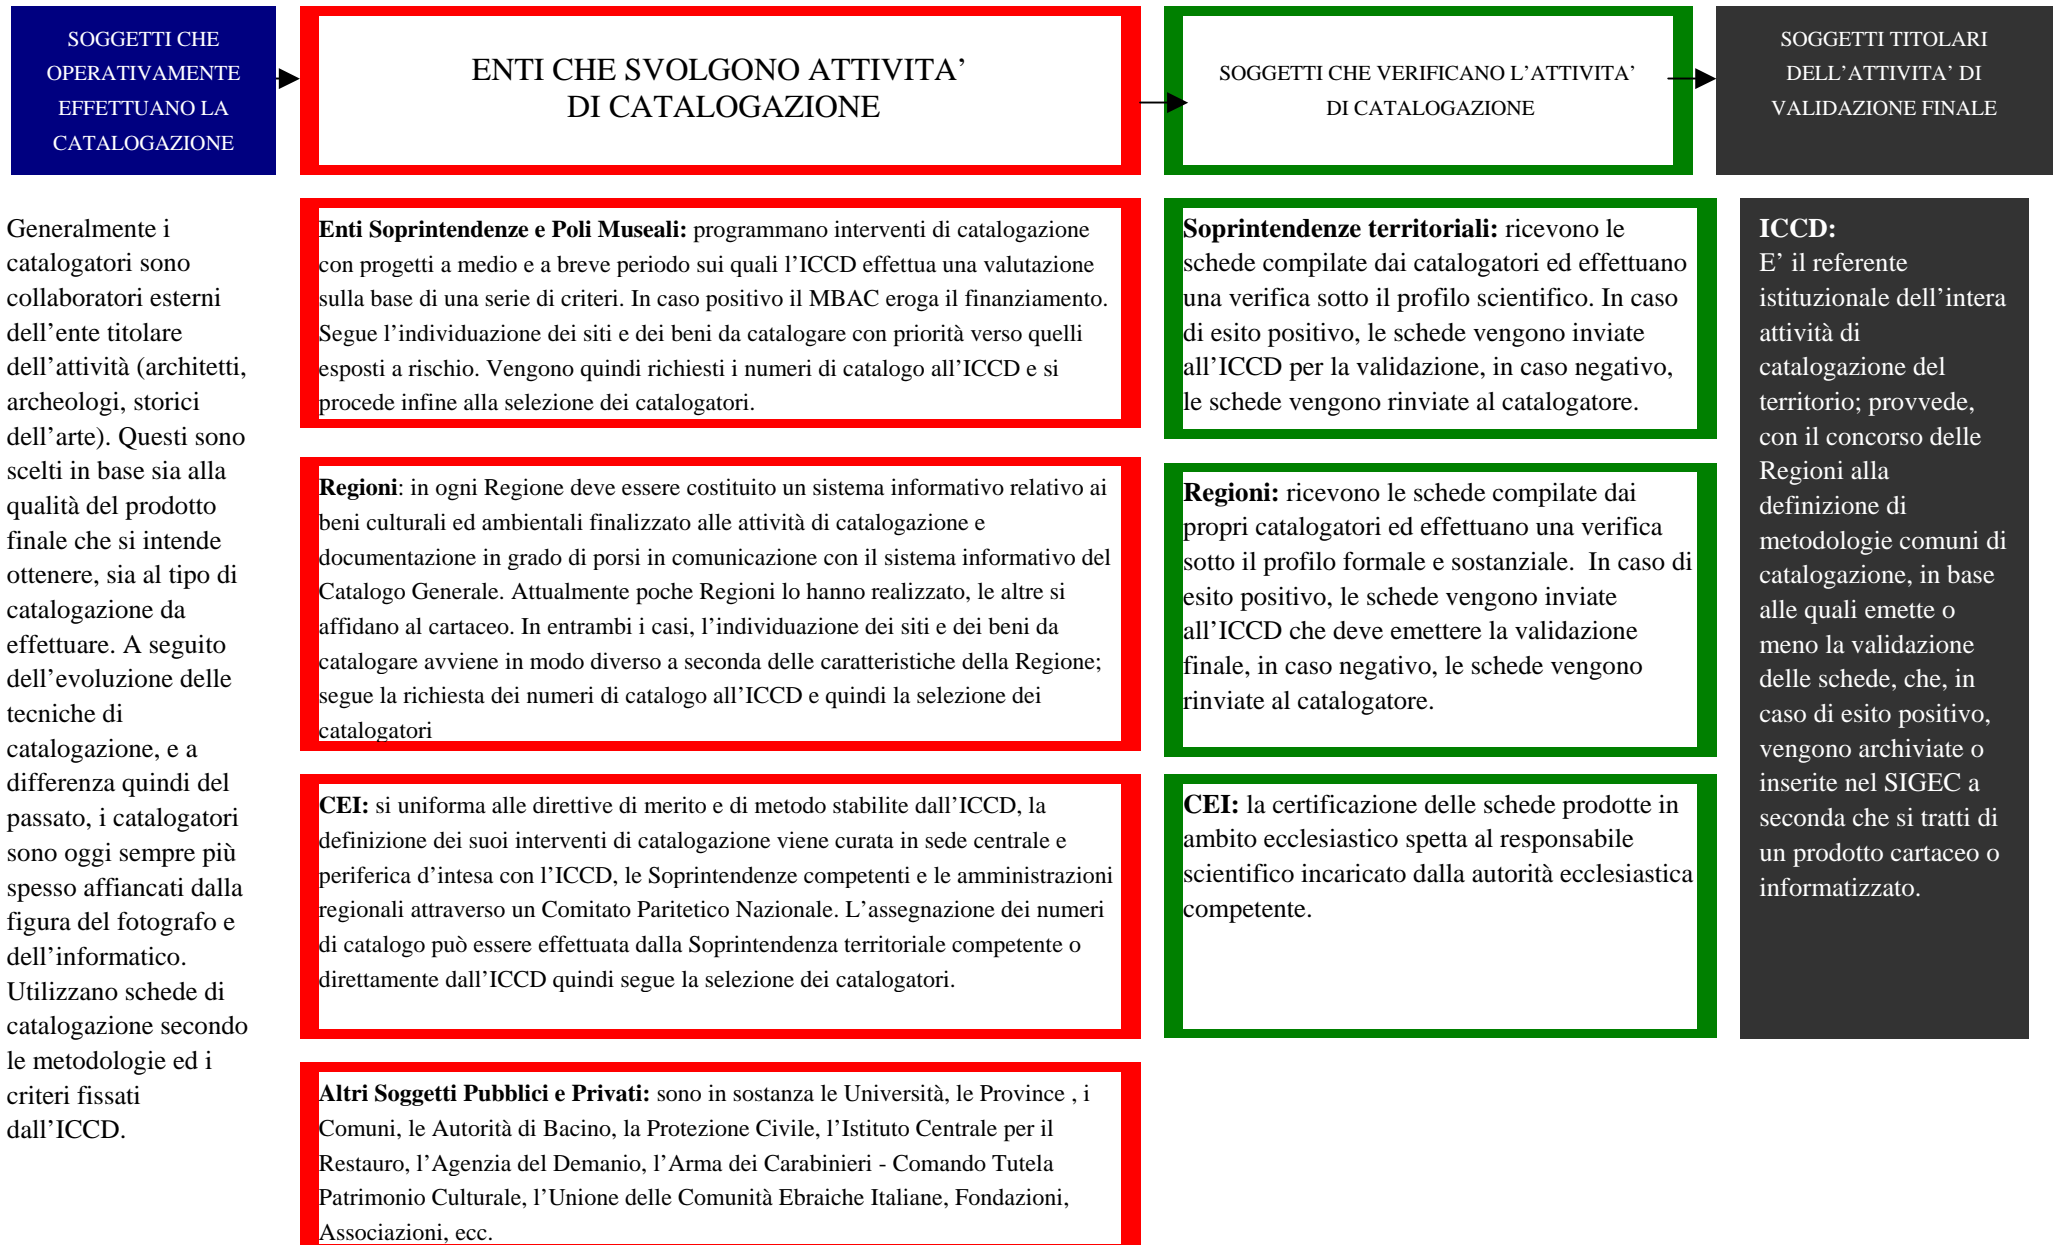 SOGGETTI CHE
OPERATIVAMENTE
EFFETTUANO LA
CATALOGAZIONE
ENTI CHE SVOLGONO ATTIVITA’
DI CATALOGAZIONE
SOGGETTI CHE VERIFICANO L’ATTIVITA’
DI CATALOGAZIONE
SOGGETTI TITOLARI
DELL’ATTIVITA’ DI
VALIDAZIONE FINALE
Generalmente i
catalogatori sono
collaboratori esterni
dell’ente titolare
dell’attività (architetti,
archeologi, storici
dell’arte). Questi sono
scelti in base sia alla
qualità del prodotto
finale che si intende
ottenere, sia al tipo di
catalogazione da
effettuare. A seguito
dell’evoluzione delle
tecniche di
catalogazione, e a
differenza quindi del
passato, i catalogatori
sono oggi sempre più
spesso affiancati dalla
figura del fotografo e
dell’informatico.
Utilizzano schede di
catalogazione secondo
le metodologie ed i
criteri fissati
dall’ICCD.
Enti Soprintendenze e Poli Museali: programmano interventi di catalogazione
con progetti a medio e a breve periodo sui quali l’ICCD effettua una valutazione
sulla base di una serie di criteri. In caso positivo il MBAC eroga il finanziamento.
Segue l’individuazione dei siti e dei beni da catalogare con priorità verso quelli
esposti a rischio. Vengono quindi richiesti i numeri di catalogo all’ICCD e si
procede infine alla selezione dei catalogatori.
Regioni: in ogni Regione deve essere costituito un sistema informativo relativo ai
beni culturali ed ambientali finalizzato alle attività di catalogazione e
documentazione in grado di porsi in comunicazione con il sistema informativo del
Catalogo Generale. Attualmente poche Regioni lo hanno realizzato, le altre si
affidano al cartaceo. In entrambi i casi, l’individuazione dei siti e dei beni da
catalogare avviene in modo diverso a seconda delle caratteristiche della Regione;
segue la richiesta dei numeri di catalogo all’ICCD e quindi la selezione dei
catalogatori
CEI: si uniforma alle direttive di merito e di metodo stabilite dall’ICCD, la
definizione dei suoi interventi di catalogazione viene curata in sede centrale e
periferica d’intesa con l’ICCD, le Soprintendenze competenti e le amministrazioni
regionali attraverso un Comitato Paritetico Nazionale. L’assegnazione dei numeri
di catalogo può essere effettuata dalla Soprintendenza territoriale competente o
direttamente dall’ICCD quindi segue la selezione dei catalogatori.
Altri Soggetti Pubblici e Privati: sono in sostanza le Università, le Province , i
Comuni, le Autorità di Bacino, la Protezione Civile, l’Istituto Centrale per il
Restauro, l’Agenzia del Demanio, l’Arma dei Carabinieri - Comando Tutela
Patrimonio Culturale, l’Unione delle Comunità Ebraiche Italiane, Fondazioni,
Associazioni, ecc.
Soprintendenze territoriali: ricevono le
schede compilate dai catalogatori ed effettuano
una verifica sotto il profilo scientifico. In caso
di esito positivo, le schede vengono inviate
all’ICCD per la validazione, in caso negativo,
le schede vengono rinviate al catalogatore.
Regioni: ricevono le schede compilate dai
propri catalogatori ed effettuano una verifica
sotto il profilo formale e sostanziale.  In caso di
esito positivo, le schede vengono inviate
all’ICCD che deve emettere la validazione
finale, in caso negativo, le schede vengono
rinviate al catalogatore.
CEI: la certificazione delle schede prodotte in
ambito ecclesiastico spetta al responsabile
scientifico incaricato dalla autorità ecclesiastica
competente.
ICCD:
E’ il referente
istituzionale dell’intera
attività di
catalogazione del
territorio; provvede,
con il concorso delle
Regioni alla
definizione di
metodologie comuni di
catalogazione, in base
alle quali emette o
meno la validazione
delle schede, che, in
caso di esito positivo,
vengono archiviate o
inserite nel SIGEC a
seconda che si tratti di
un prodotto cartaceo o
informatizzato.